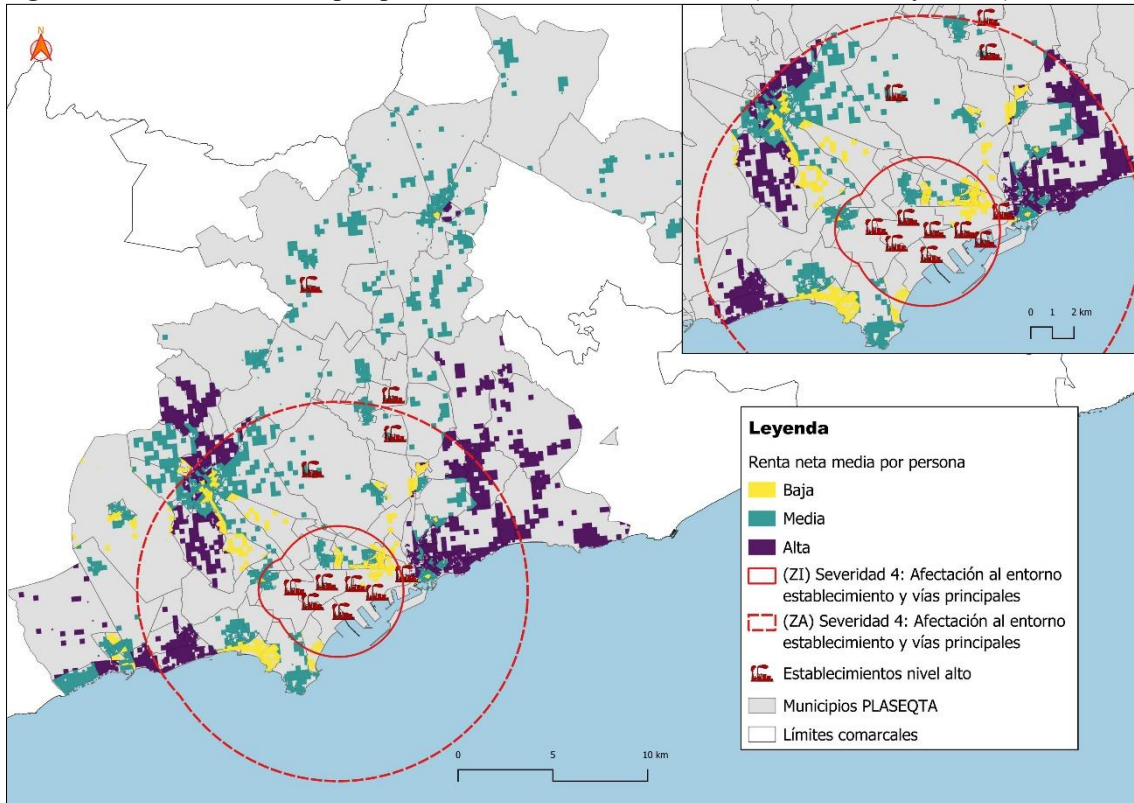 N
0 1 2 km
Leyenda
Renta neta media por persona
Baja
Media
Alta
(ZI) Severidad 4: Afectación al entorno
establecimiento y vías principales
(ZA) Severidad 4: Afectación al entorno
establecimiento y vías principales
Establecimientos nivel alto
Municipios PLASEQTA
Límites comarcales
0 5 10 km